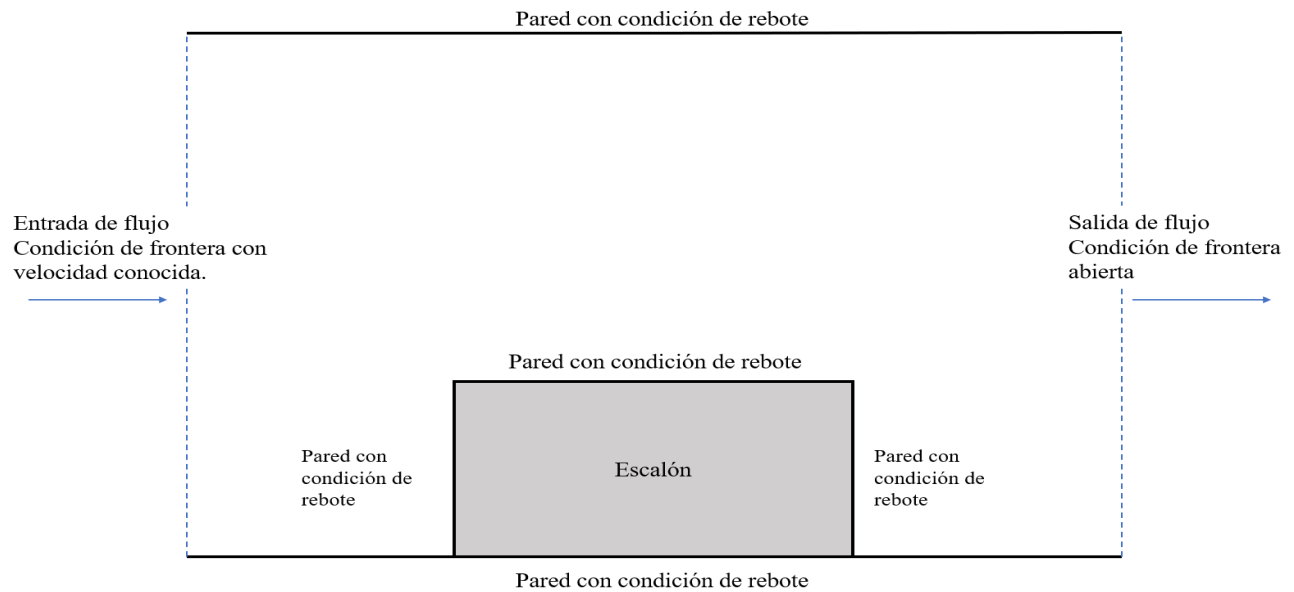 Pared con condición de rebote
Entrada de flujo
Condición de frontera con
velocidad conocida.
Salida de flujo
Condición de frontera
abierta
Pared con condición de rebote
Pared con
condición de
rebote
Escalón
Pared con
condición de
rebote
Pared con condición de rebote